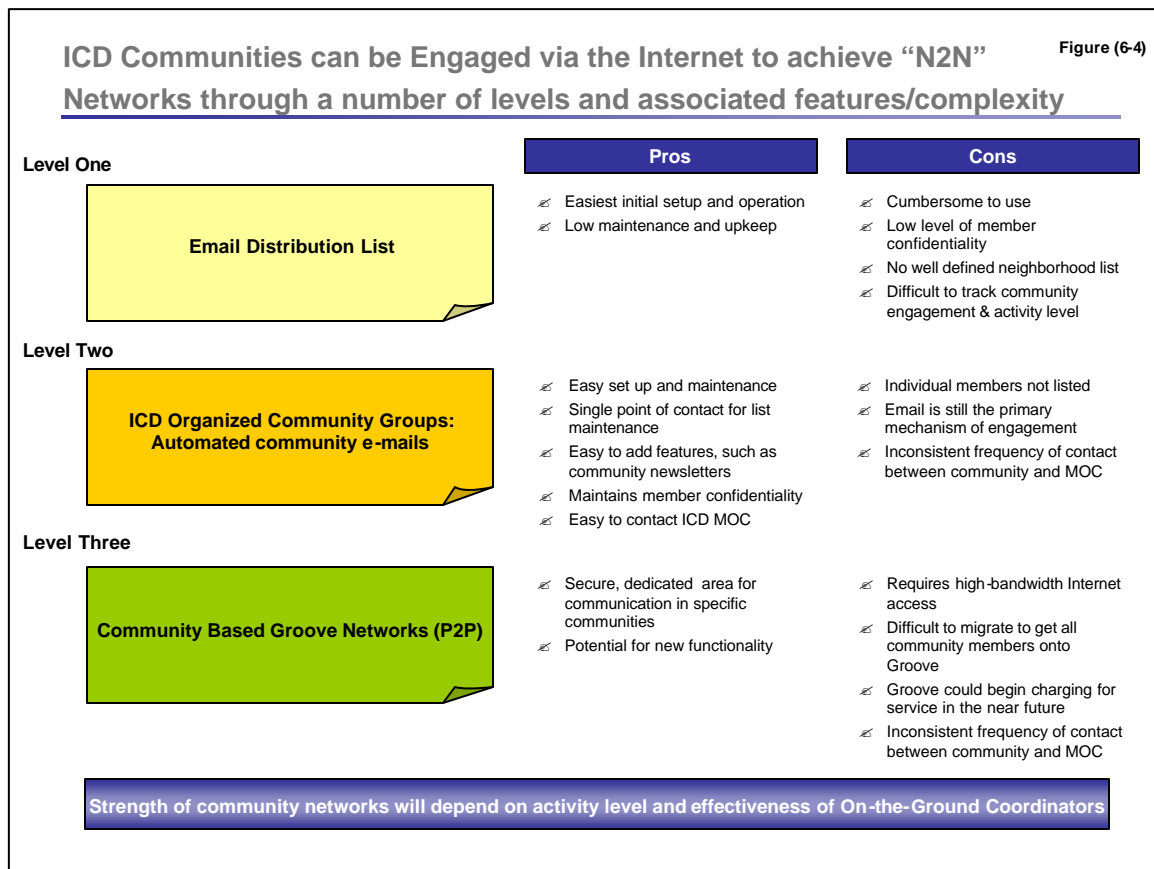 ICD Communities can be Engaged via the Internet to achieve “N2N”
Figure (6-4)
Networks through a number of levels and associated features/complexity
Pros
Cons
Level One
Email Distribution List
Easiest initial setup and operation
Low maintenance and upkeep
Cumbersome to use
Low level of member
confidentiality
No well defined neighborhood list
Difficult to track community
engagement & activity level
Level Two
ICD Organized Community Groups:
Automated community e-mails
Easy set up and maintenance
Single point of contact for list
maintenance
Easy to add features, such as
community newsletters
Maintains member confidentiality
Easy to contact ICD MOC
Individual members not listed
Email is still the primary
mechanism of engagement
Inconsistent frequency of contact
between community and MOC
Level Three
Community Based Groove Networks (P2P)
Secure, dedicated area for
communication in specific
communities
Potential for new functionality
Requires high-bandwidth Internet
access
Difficult to migrate to get all
community members onto
Groove
Groove could begin charging for
service in the near future
Inconsistent frequency of contact
between community and MOC
Strength of community networks will depend on activity level and effectiveness of On-the-Ground Coordinators